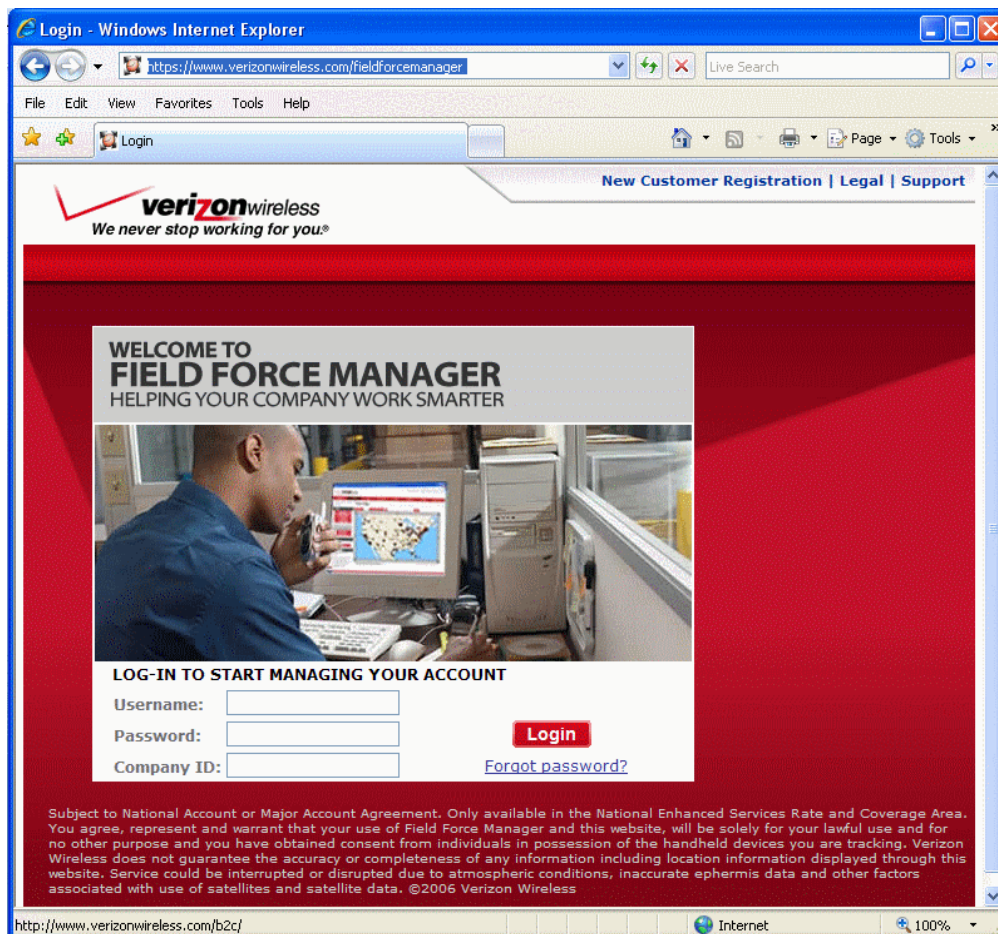 Login - Windows Internet Explorer
https://www.verizonwireless.com/fieldforcemanager
Live Search
File Edit View Favorites Tools Help
Login
Page Tools
New Customer Registration | Legal | Support
verizonwireless
We never stop working for you.®
WELCOME TO
FIELD FORCE MANAGER
HELPING YOUR COMPANY WORK SMARTER
LOG-IN TO START MANAGING YOUR ACCOUNT
Username:
Password:
Login
Company ID:
Forgot password?
Subject to National Account or Major Account Agreement. Only available in the National Enhanced Services Rate and Coverage Area.
You agree, represent and warrant that your use of Field Force Manager and this website, will be solely for your lawful use and for
no other purpose and you have obtained consent from individuals in possession of the handheld devices you are tracking. Verizon
Wireless does not guarantee the accuracy or completeness of any information including location information displayed through this
website. Service could be interrupted or disrupted due to atmospheric conditions, inaccurate ephermis data and other factors
associated with use of satellites and satellite data. ©2006 Verizon Wireless
http://www.verizonwireless.com/b2c/
Internet
100%